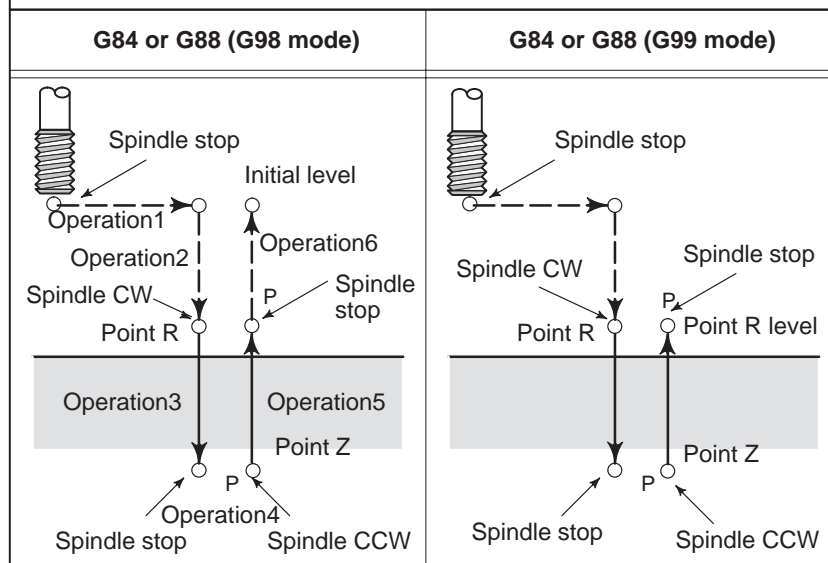 G84 or G88 (G98 mode)
G84 or G88 (G99 mode)
Spindle stop
Initial level
Operation1
Operation2
Operation6
Spindle CW
P
Spindle
stop
Point R
Operation3
Operation5
Point Z
P
Operation4
Spindle stop
Spindle CCW
Spindle stop
Spindle CW
Spindle stop
P
Point R
Point R level
Point Z
P
Spindle stop
Spindle CCW